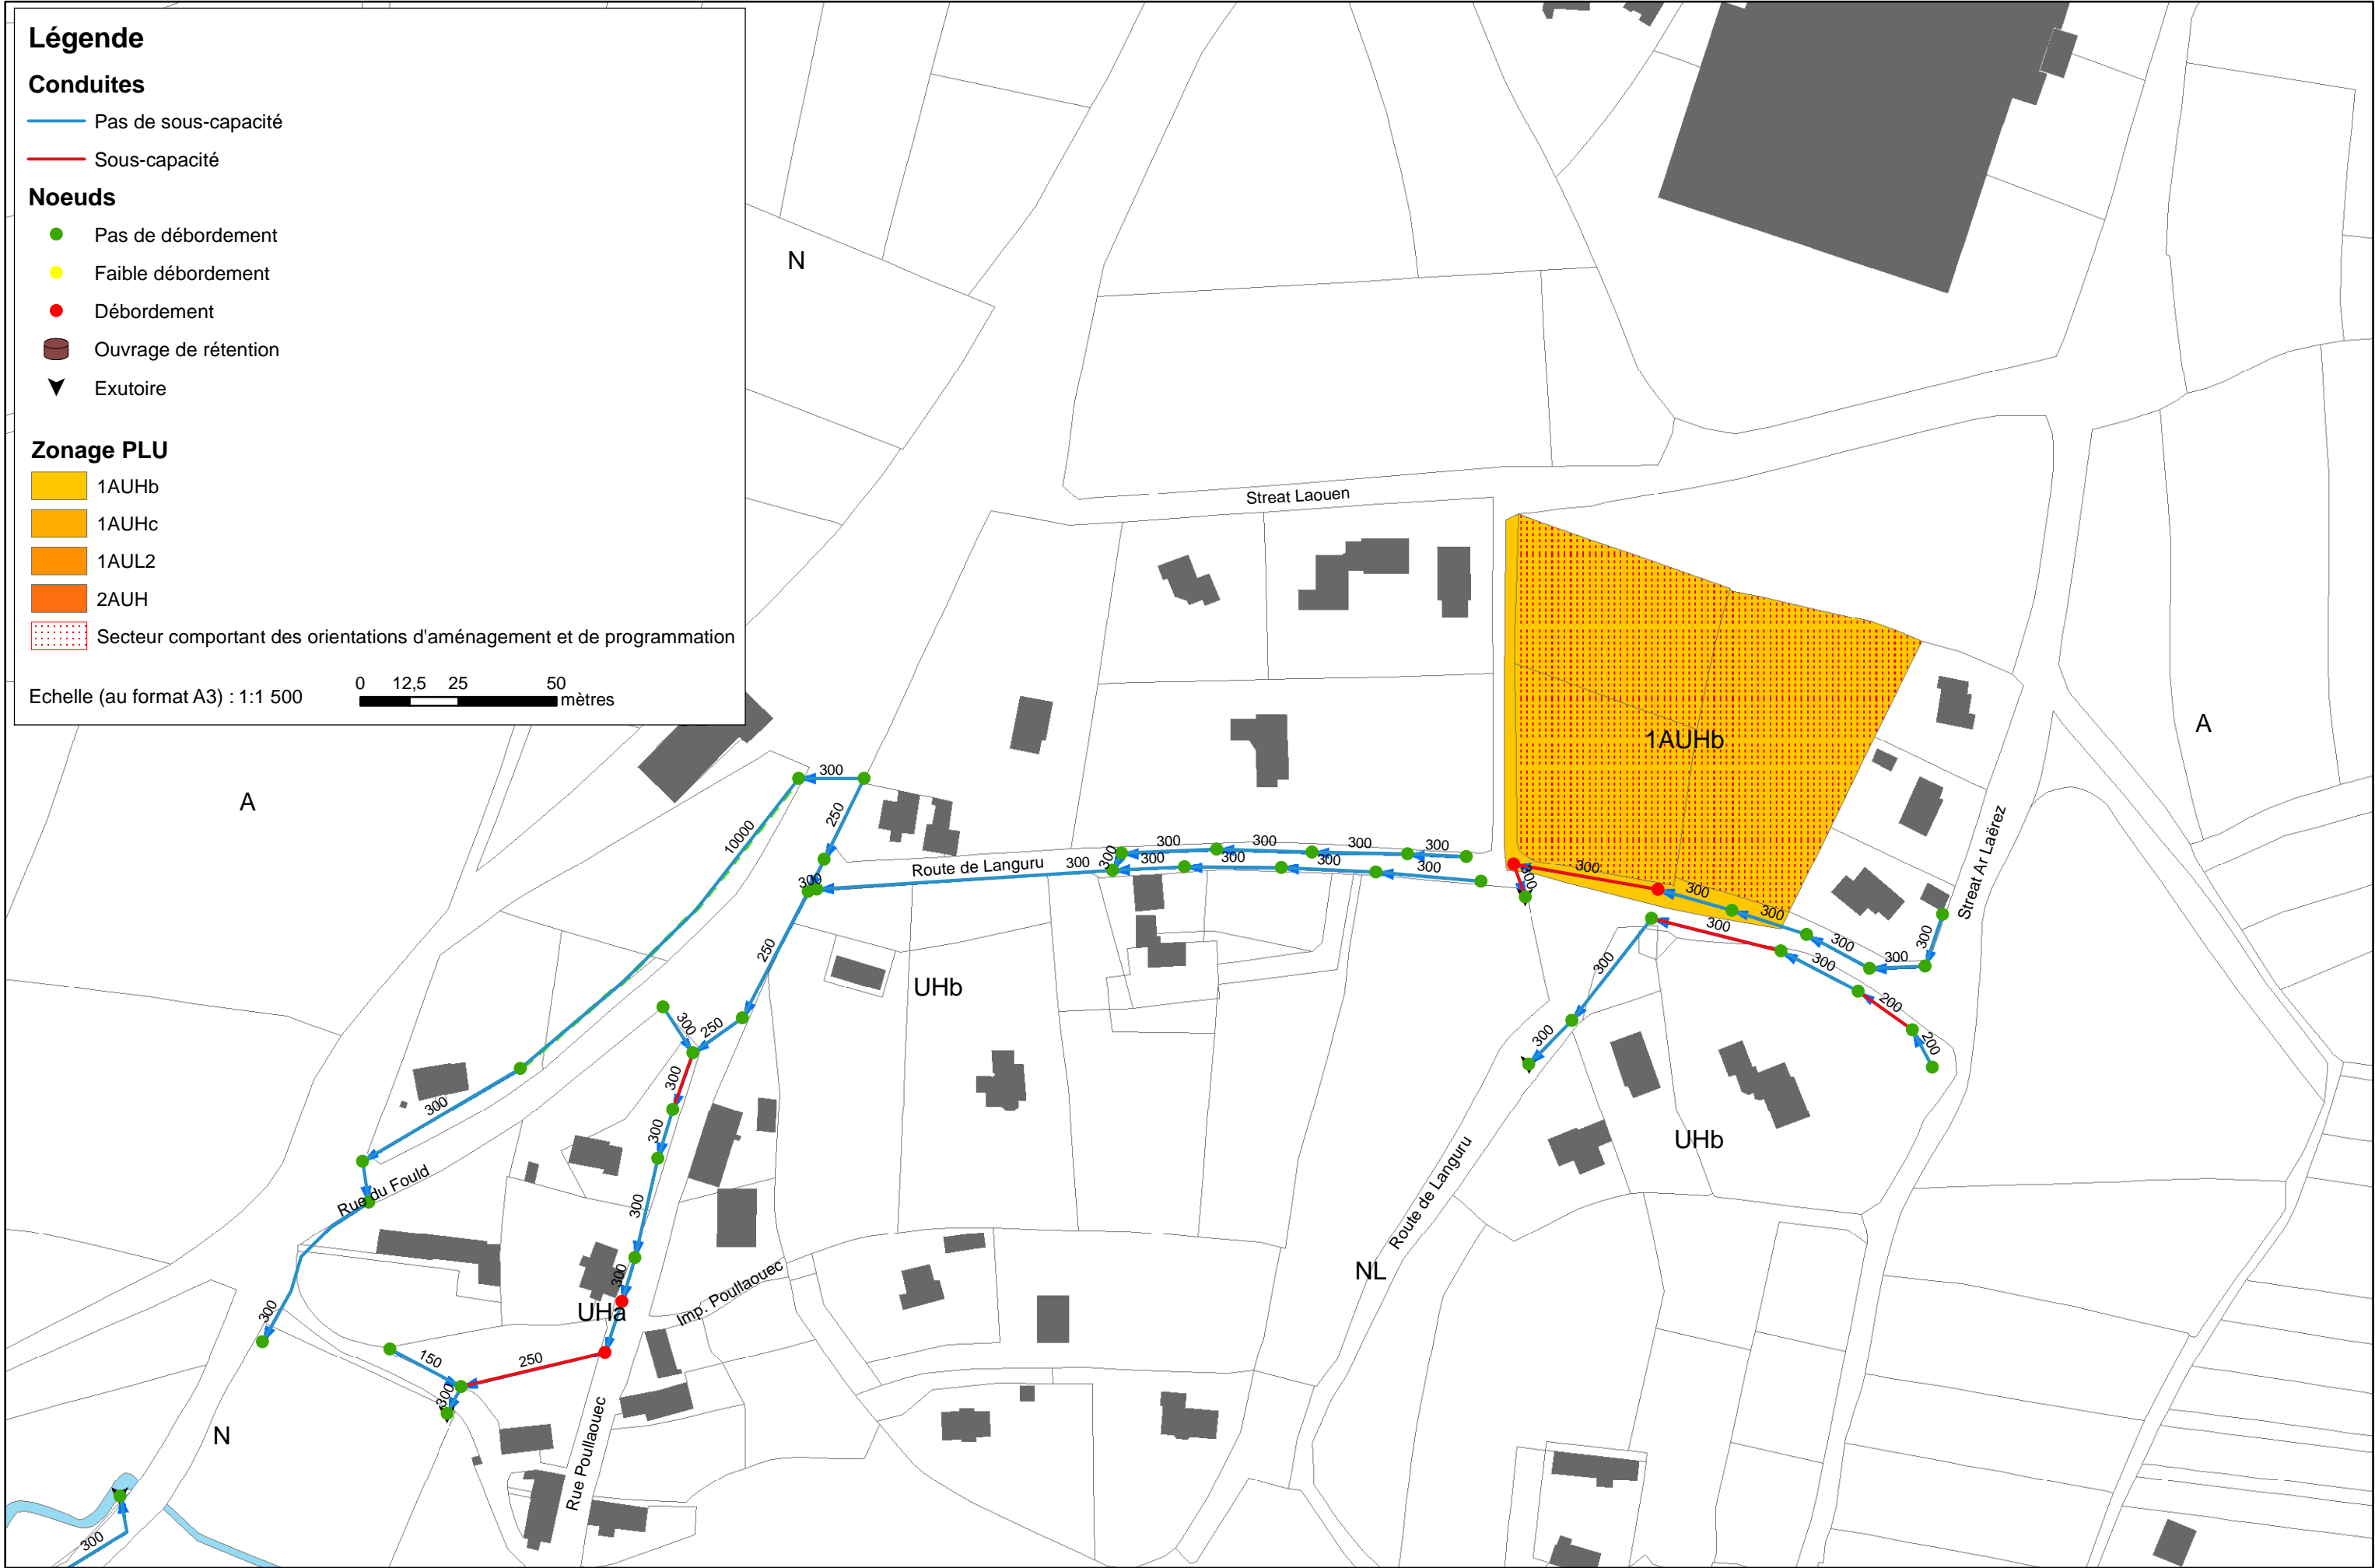 Légende
Conduites
Pas de sous-capacité
Sous-capacité
Noeuds
Pas de débordement
Faible débordement
Débordement
Ouvrage de rétention
Exutoire
Zonage PLU
1AUHb
1AUHc
1AUL2
2AUH
Secteur comportant des orientations d'aménagement et de programmation
Echelle (au format A3) : 1:1 500
0 12,5 25 50
mètres
N
Streat Laouen
A
1AUHb
A
300
250
10000
300 300 300 300
Route de Languru
300
300
300 300 300 300
300
300
300
300
300
Streat Ar Laërez
300
300
300
300
300
200
200
300
300
250
UHb
300
250
300
300
300
Rue du Fould
300
300
UHb
Route de Languru
NL
Imp. Poullaouec
UHa
300
150
250
300
Rue Poullaouec
N
300